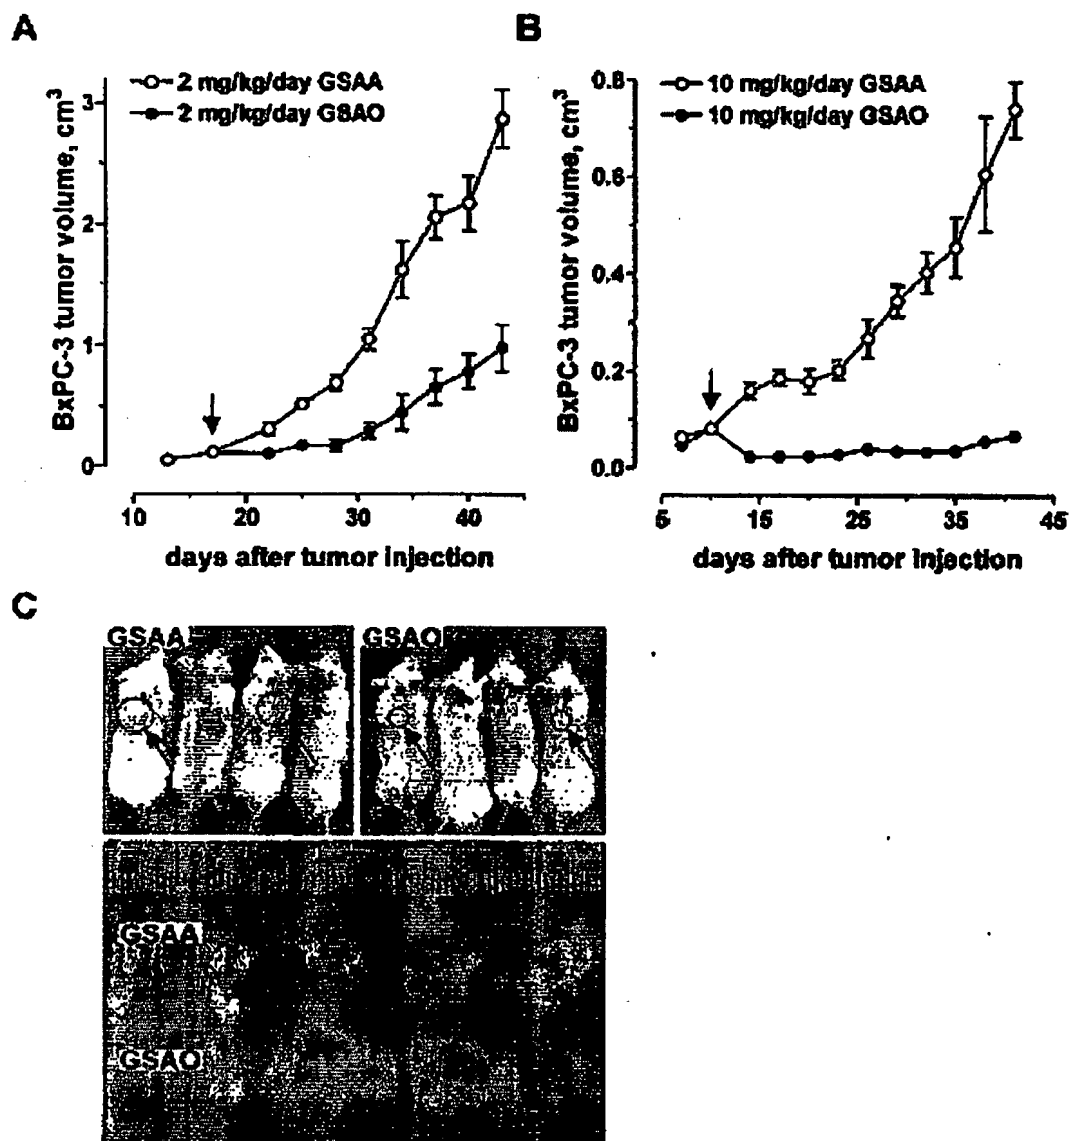 A
2 mg/kg/day GSAA
2 mg/kg/day GSAO
BxPC-3 tumor volume, cm³
3
2
1
0
10 20 30 40
days after tumor injection
B
10 mg/kg/day GSAA
10 mg/kg/day GSAO
BxPC-3 tumor volume, cm³
0.8
0.6
0.4
0.2
0.0
5 15 25 35 45
days after tumor injection
C
GSAA
GSAO
GSAA
GSAO